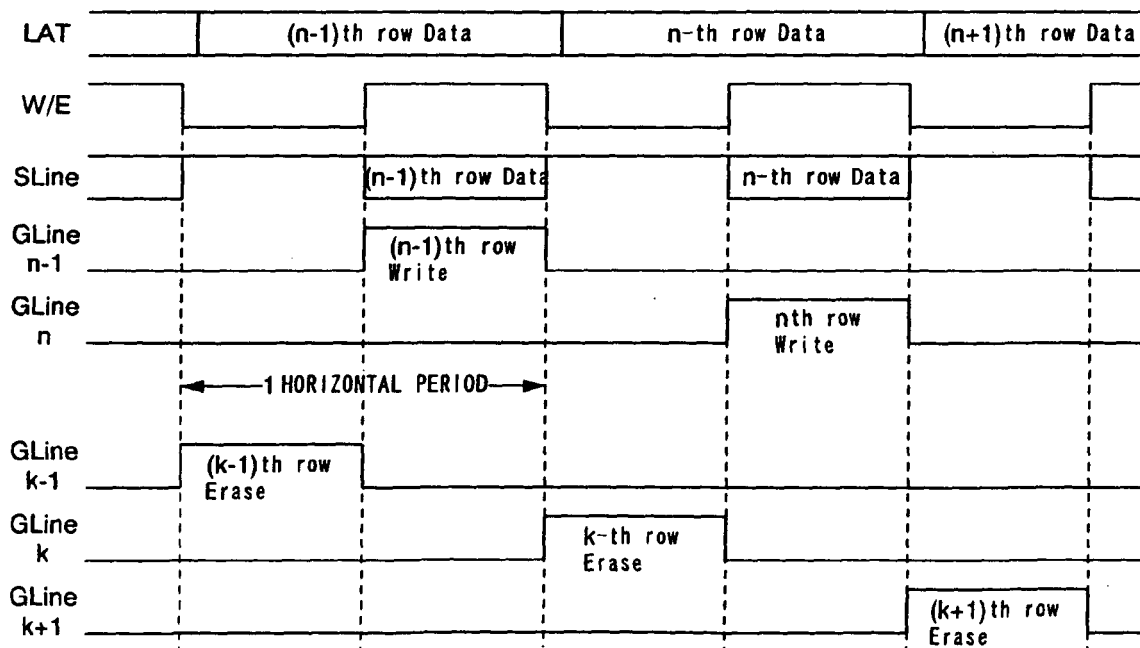 LAT
(n-1)th row Data
n-th row Data
(n+1)th row Data
W/E
SLine
(n-1)th row Data
n-th row Data
GLine
n-1
(n-1)th row
Write
GLine
n
nth row
Write
1 HORIZONTAL PERIOD
GLine
k-1
(k-1)th row
Erase
GLine
k
k-th row
Erase
GLine
k+1
(k+1)th row
Erase